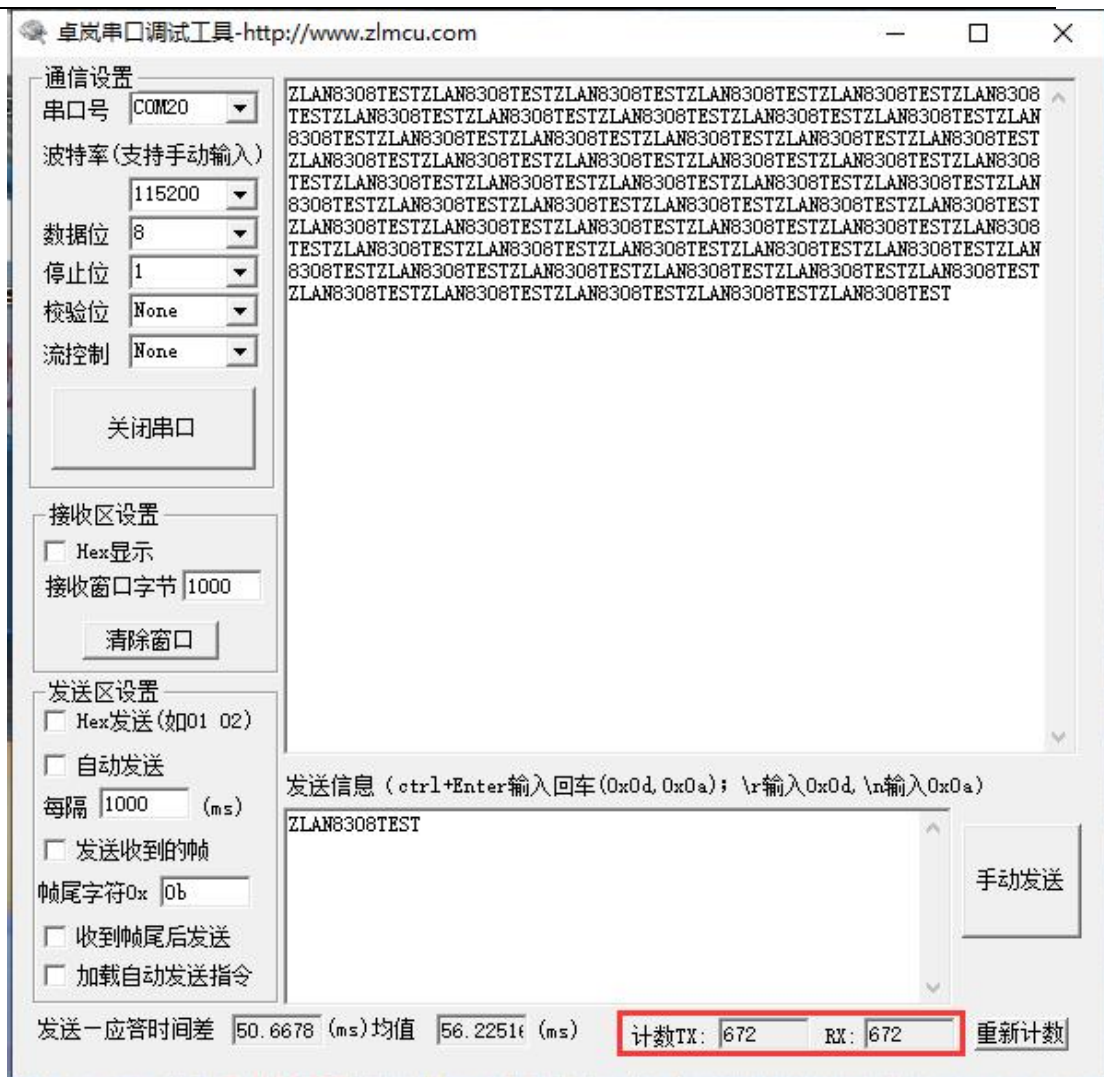 卓岚串口调试工具-http://www.zlmcu.com
通信设置
串口号 COM20
波特率(支持手动输入)
115200
数据位 8
停止位 1
校验位 None
流控制 None
关闭串口
接收区设置
Hex显示
接收窗口字节 1000
清除窗口
发送区设置
Hex发送(如01 02)
自动发送
每隔 1000 (ms)
发送收到的帧
帧尾字符0x 0b
收到帧尾后发送
加载自动发送指令
ZLAN8308TESTZLAN8308TESTZLAN8308TESTZLAN8308TESTZLAN8308TESTZLAN8308
TESTZLAN8308TESTZLAN8308TESTZLAN8308TESTZLAN8308TESTZLAN8308TESTZLAN
8308TESTZLAN8308TESTZLAN8308TESTZLAN8308TESTZLAN8308TESTZLAN8308TEST
ZLAN8308TESTZLAN8308TESTZLAN8308TESTZLAN8308TESTZLAN8308TESTZLAN8308
TESTZLAN8308TESTZLAN8308TESTZLAN8308TESTZLAN8308TESTZLAN8308TESTZLAN
8308TESTZLAN8308TESTZLAN8308TESTZLAN8308TESTZLAN8308TESTZLAN8308TEST
ZLAN8308TESTZLAN8308TESTZLAN8308TESTZLAN8308TESTZLAN8308TESTZLAN8308
TESTZLAN8308TESTZLAN8308TESTZLAN8308TESTZLAN8308TESTZLAN8308TESTZLAN
8308TESTZLAN8308TESTZLAN8308TESTZLAN8308TESTZLAN8308TESTZLAN8308TEST
ZLAN8308TESTZLAN8308TESTZLAN8308TESTZLAN8308TESTZLAN8308TEST
发送信息（ctrl+Enter输入回车(0x0d,0x0a)；\r输入0x0d,\n输入0x0a）
ZLAN8308TEST
手动发送
发送一应答时间差 50.6678 (ms)均值 56.2251 (ms) 计数TX: 672 RX: 672 重新计数